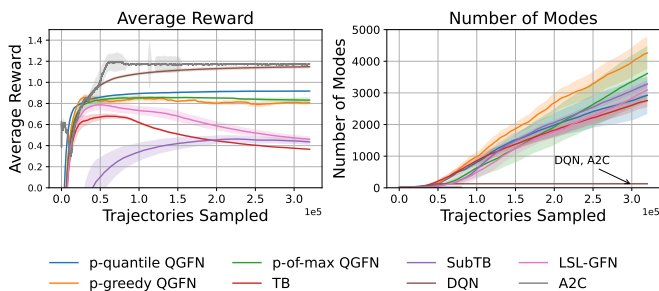 Average Reward
Average Reward
1.4
1.2
1.0
0.8
0.6
0.4
0.2
0.0
0.0 0.5 1.0 1.5 2.0 2.5 3.0
1e5
Trajectories Sampled
Number of Modes
Number of Modes
5000
4000
3000
2000
1000
0
DQN, A2C
0.0 0.5 1.0 1.5 2.0 2.5 3.0
1e5
Trajectories Sampled
p-quantile QGFN p-of-max QGFN SubTB LSL-GFN
p-greedy QGFN TB DQN A2C